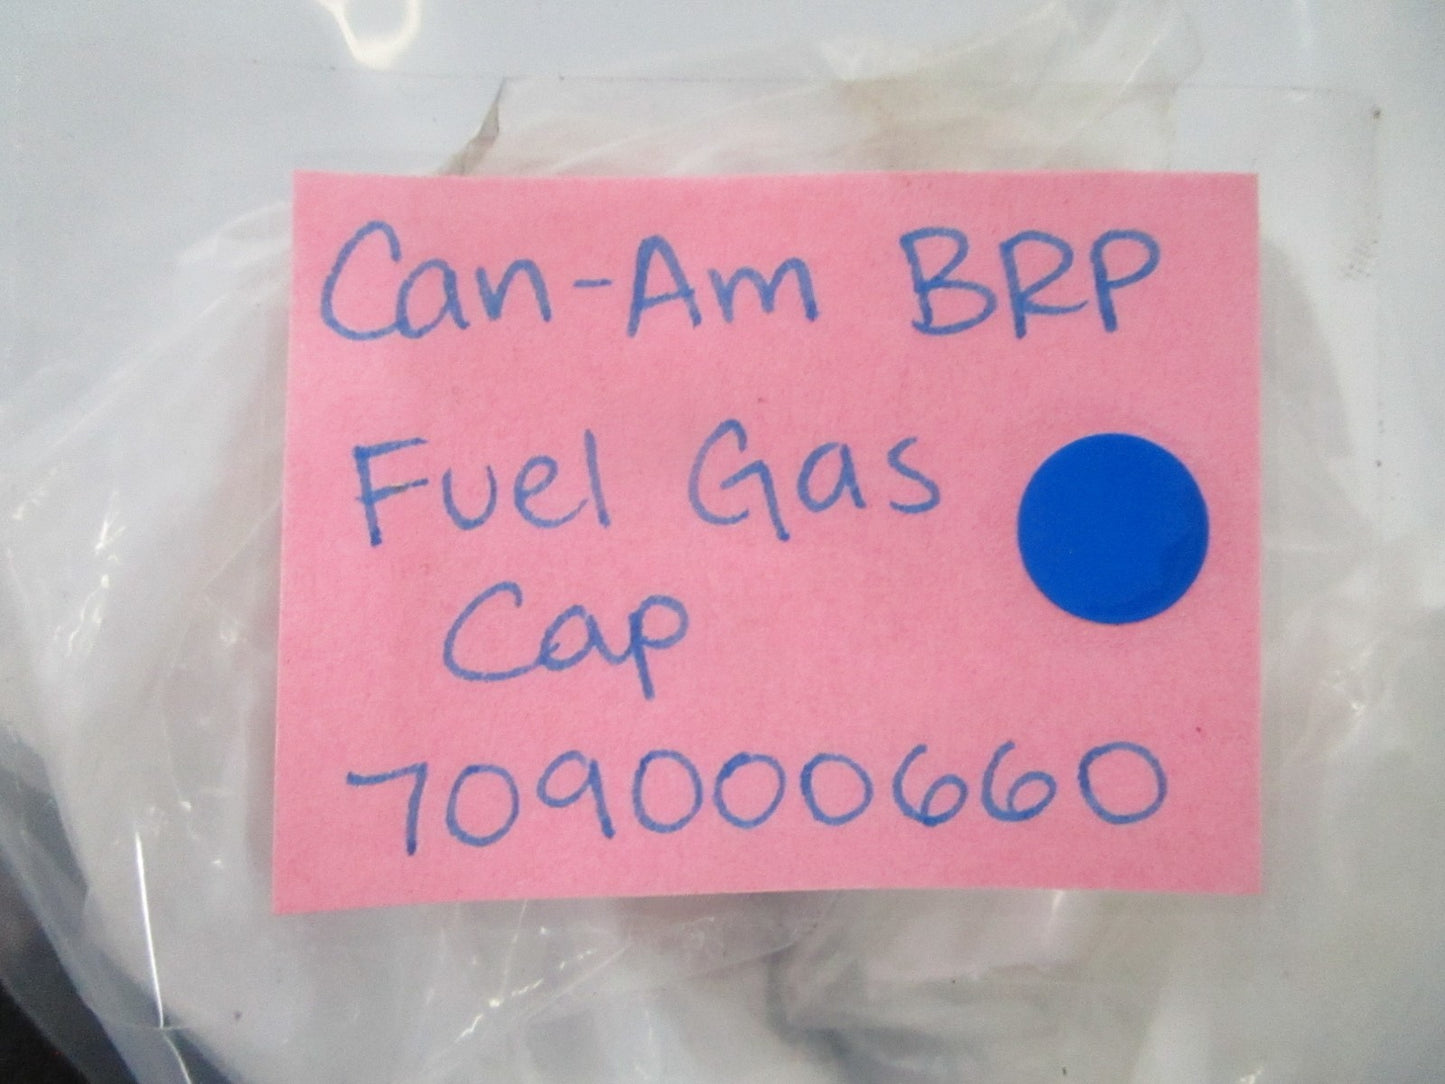 Can-Am BRP
Fuel Gas
Cap
709000660